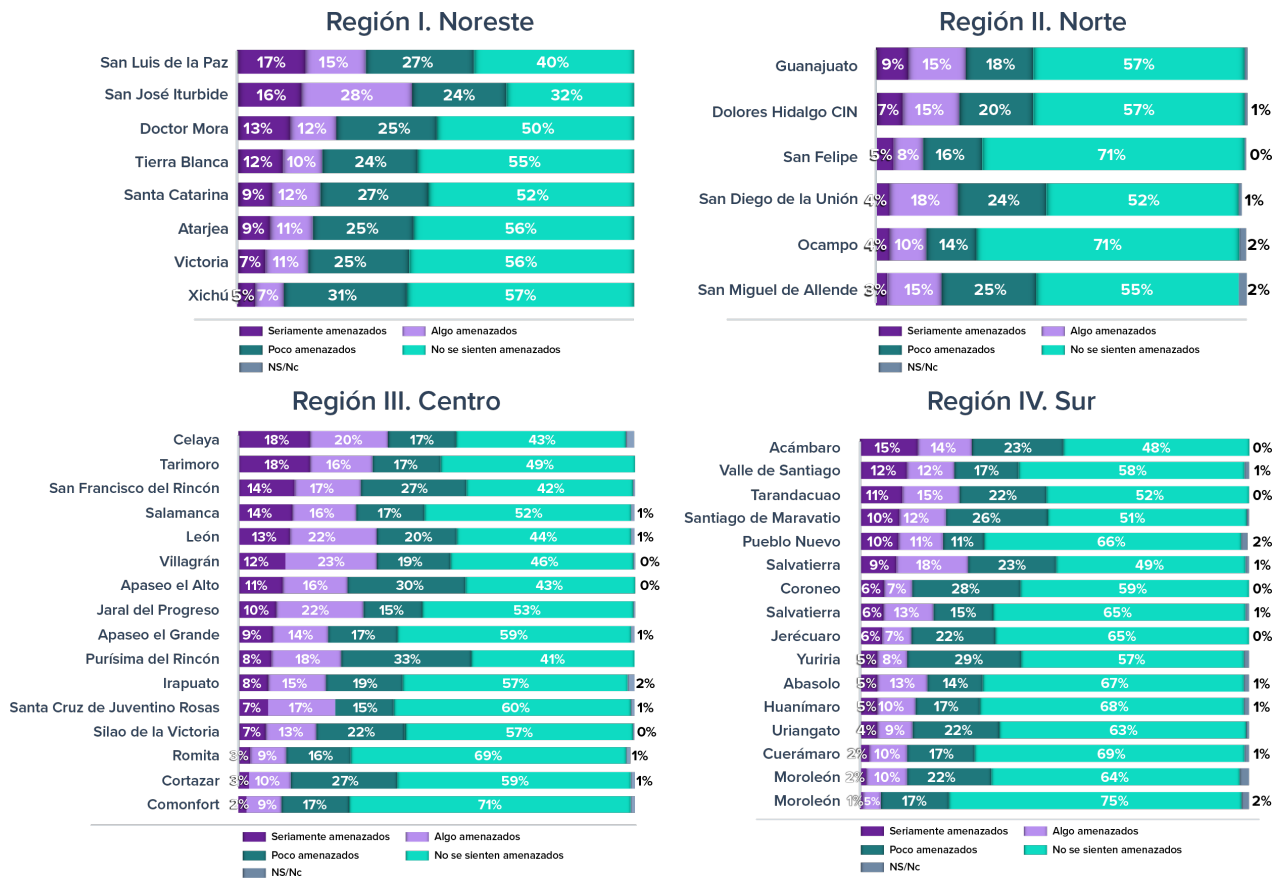 Región I. Noreste
San Luis de la Paz 17% 15% 27% 40%
San José Iturbide 16% 28% 24% 32%
Doctor Mora 13% 12% 25% 50%
Tierra Blanca 12% 10% 24% 55%
Santa Catarina 9% 12% 27% 52%
Atarjea 9% 11% 25% 56%
Victoria 7% 11% 25% 56%
Xichú 5% 7% 31% 57%
Seriamente amenazados Algo amenazados
Poco amenazados No se sienten amenazados
NS/Nc
Región II. Norte
Guanajuato 9% 15% 18% 57%
Dolores Hidalgo CIN 7% 15% 20% 57% 1%
San Felipe 5% 8% 16% 71% 0%
San Diego de la Unión 4% 18% 24% 52% 1%
Ocampo 4% 10% 14% 71% 2%
San Miguel de Allende 3% 15% 25% 55% 2%
Seriamente amenazados Algo amenazados
Poco amenazados No se sienten amenazados
NS/Nc
Región III. Centro
Celaya 18% 20% 17% 43%
Tarimoro 18% 16% 17% 49%
San Francisco del Rincón 14% 17% 27% 42%
Salamanca 14% 16% 17% 52% 1%
León 13% 22% 20% 44% 1%
Villagrán 12% 23% 19% 46% 0%
Apaseo el Alto 11% 16% 30% 43% 0%
Jaral del Progreso 10% 22% 15% 53%
Apaseo el Grande 9% 14% 17% 59% 1%
Purísima del Rincón 8% 18% 33% 41%
Irapuato 8% 15% 19% 57% 2%
Santa Cruz de Juventino Rosas 7% 17% 15% 60% 1%
Silao de la Victoria 7% 13% 22% 57% 0%
Romita 3% 9% 16% 69% 1%
Cortazar 3% 10% 27% 59% 1%
Comonfort 2% 9% 17% 71%
Seriamente amenazados Algo amenazados
Poco amenazados No se sienten amenazados
NS/Nc
Región IV. Sur
Acámbaro 15% 14% 23% 48% 0%
Valle de Santiago 12% 12% 17% 58% 1%
Tarandacuao 11% 15% 22% 52% 0%
Santiago de Maravatio 10% 12% 26% 51%
Pueblo Nuevo 10% 11% 11% 66% 2%
Salvatierra 9% 18% 23% 49% 1%
Coroneo 6% 7% 28% 59% 0%
Salvatierra 6% 13% 15% 65% 1%
Jerécuaro 6% 7% 22% 65% 0%
Yuriria 5% 8% 29% 57%
Abasolo 5% 13% 14% 67% 1%
Huanímaro 5% 10% 17% 68% 1%
Uriangato 4% 9% 22% 63%
Cuerámaro 2% 10% 17% 69% 1%
Moroleón 2% 10% 22% 64%
Moroleón 1% 5% 17% 75% 2%
Seriamente amenazados Algo amenazados
Poco amenazados No se sienten amenazados
NS/Nc